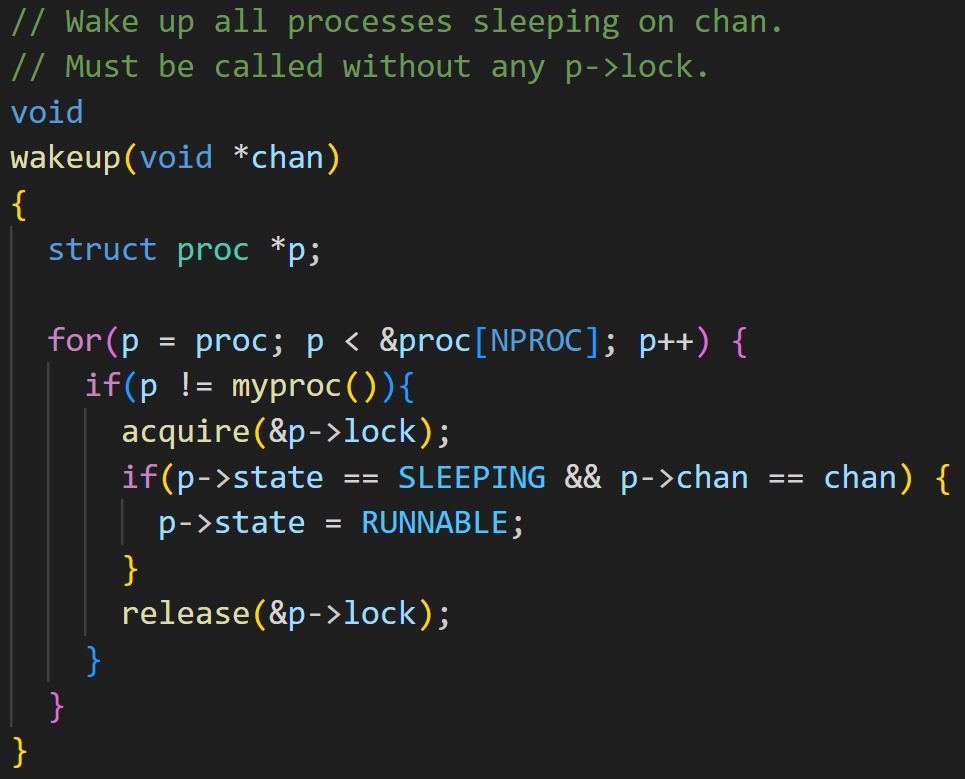 // Wake up all processes sleeping on chan.
// Must be called without any p->lock.
void
wakeup(void *chan)
{
  struct proc *p;

  for(p = proc; p < &proc[NPROC]; p++) {
    if(p != myproc()){
      acquire(&p->lock);
      if(p->state == SLEEPING && p->chan == chan) {
        p->state = RUNNABLE;
      }
      release(&p->lock);
    }
  }
}